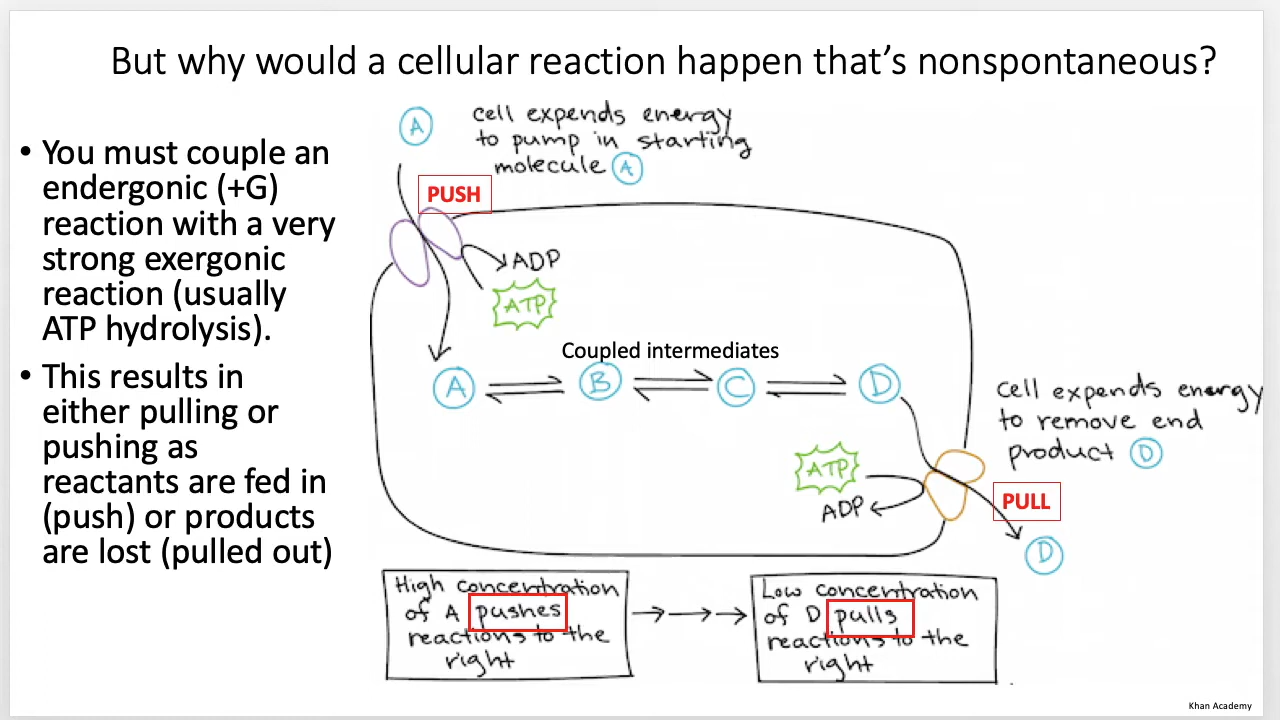 But why would a cellular reaction happen that's nonspontaneous?
• You must couple an
endergonic (+G)
reaction with a very
strong exergonic
reaction (usually
ATP hydrolysis).
• This results in
either pulling or
pushing as
reactants are fed in
(push) or products
are lost (pulled out)
A
cell expends energy
to pump in starting
molecule A
PUSH
ADP
ATP
Coupled intermediates
A B C D
cell expends energy
to remove end
product D
ATP
ADP
PULL
D
High concentration
of A pushes
reactions to the
right
Low concentration
of D pulls
reactions to the
right
Khan Academy